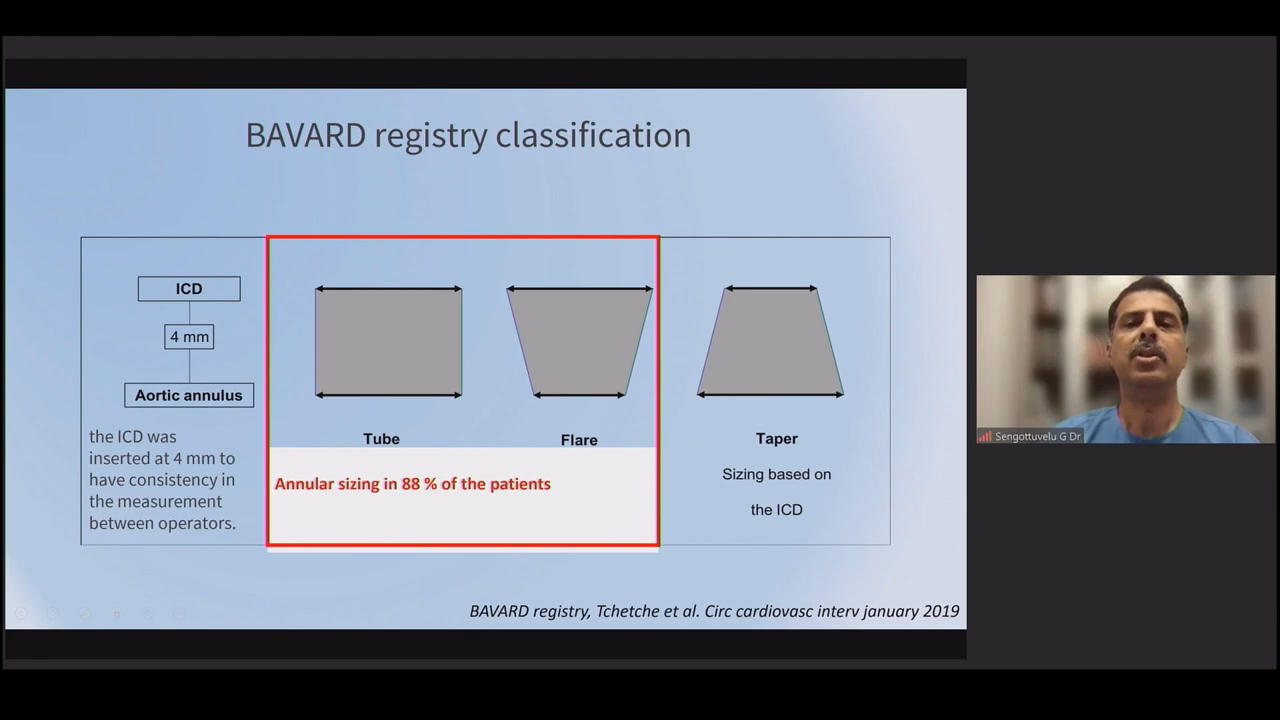 BAVARD registry classification
ICD
4 mm
Aortic annulus
the ICD was
inserted at 4 mm to
have consistency in
the measurement
between operators.
Tube
Flare
Annular sizing in 88 % of the patients
Taper
Sizing based on
the ICD
BAVARD registry, Tchetche et al. Circ cardiovasc interv january 2019
Sengottuvelu G Dr